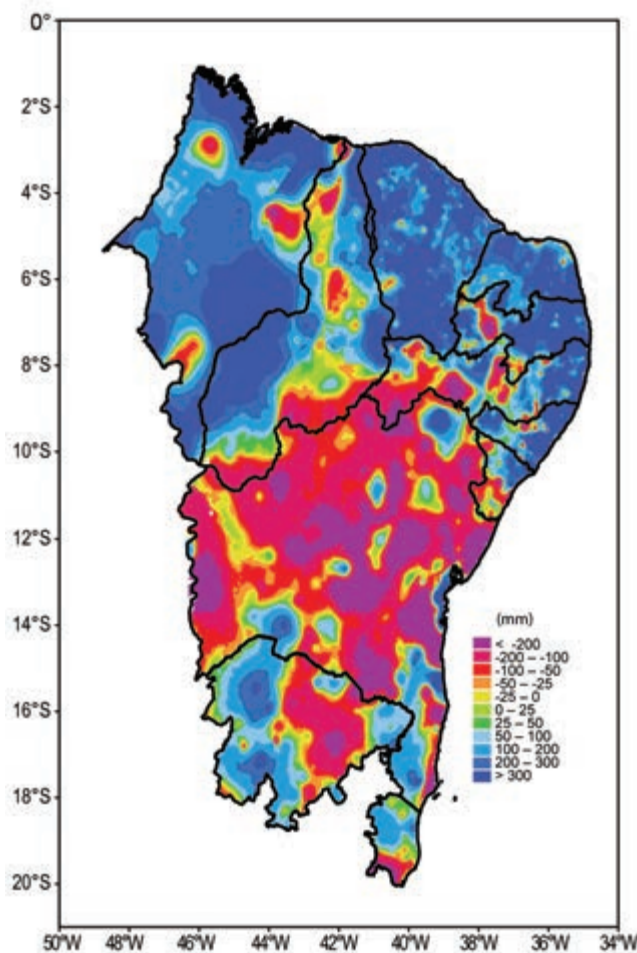 0°
2°S
4°S
6°S
8°S
10°S
12°S
14°S
16°S
18°S
20°S
(mm)
< -200
-200 – -100
-100 – -50
-50 – -25
-25 – 0
0 – 25
25 – 50
50 – 100
100 – 200
200 – 300
> 300
50°W 48°W 46°W 44°W 42°W 40°W 38°W 36°W 34°W